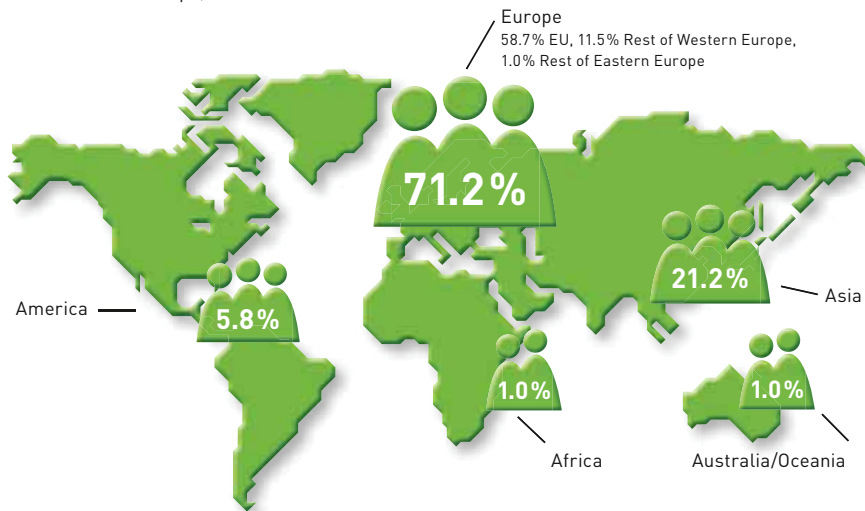 Europe
58.7% EU, 11.5% Rest of Western Europe,
1.0% Rest of Eastern Europe
71.2%
21.2%
Asia
America
5.8%
1.0%
Africa
1.0%
Australia/Oceania